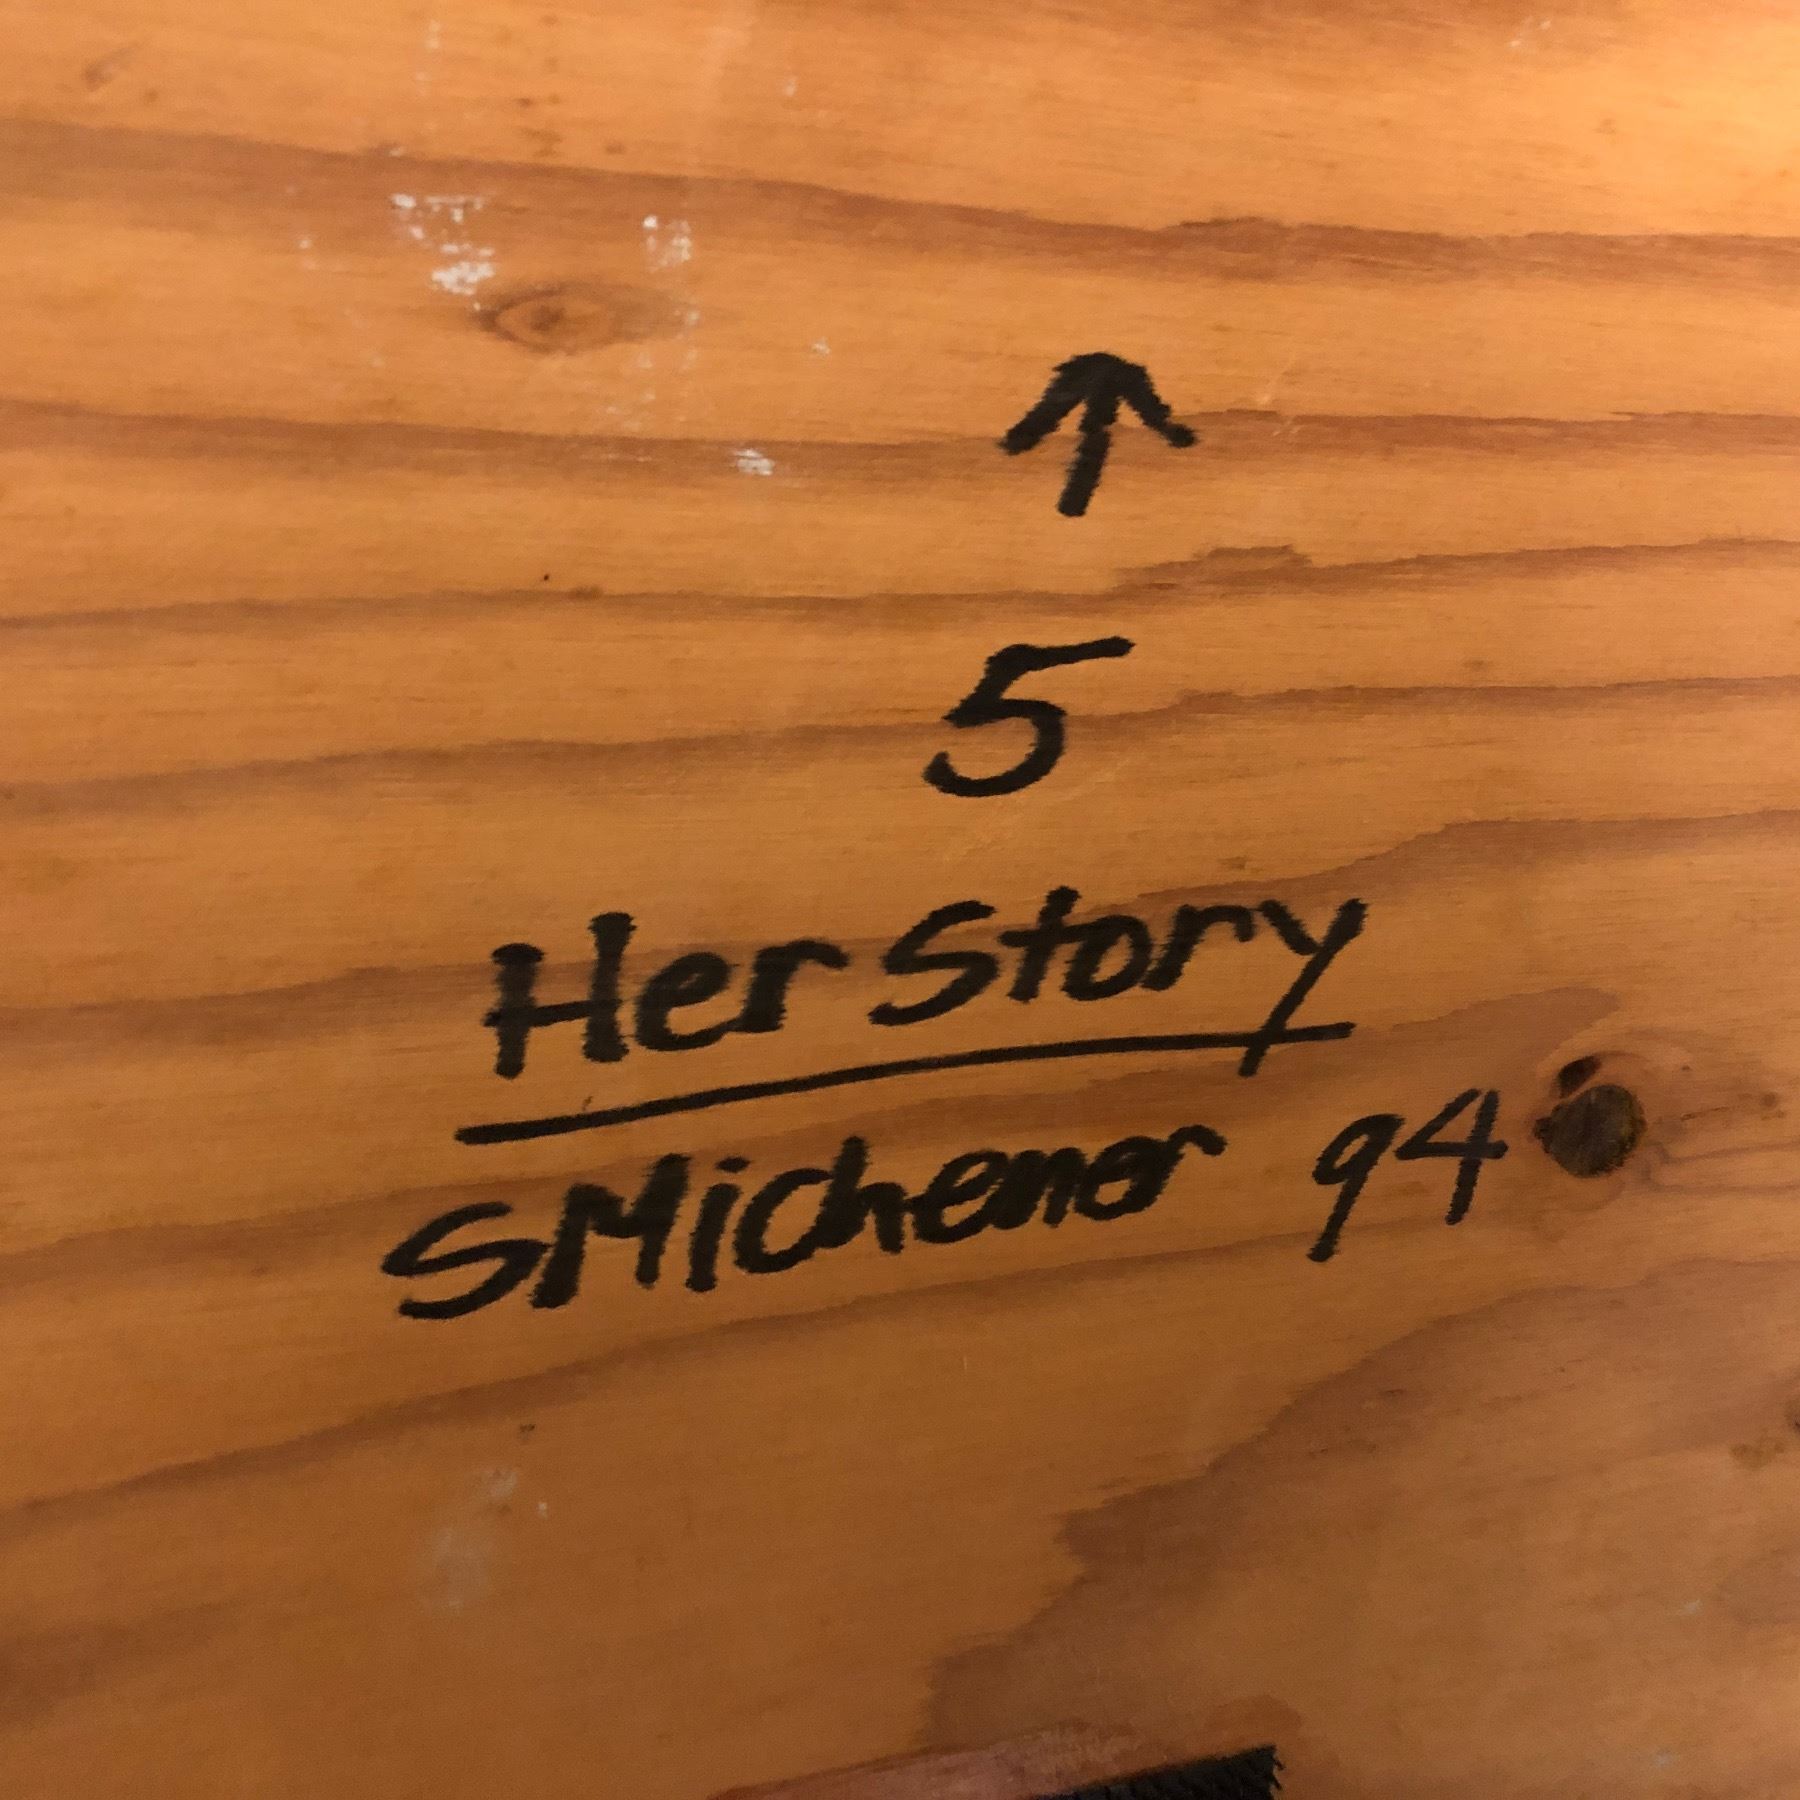 ↑
5
Her Story
SMichener 94